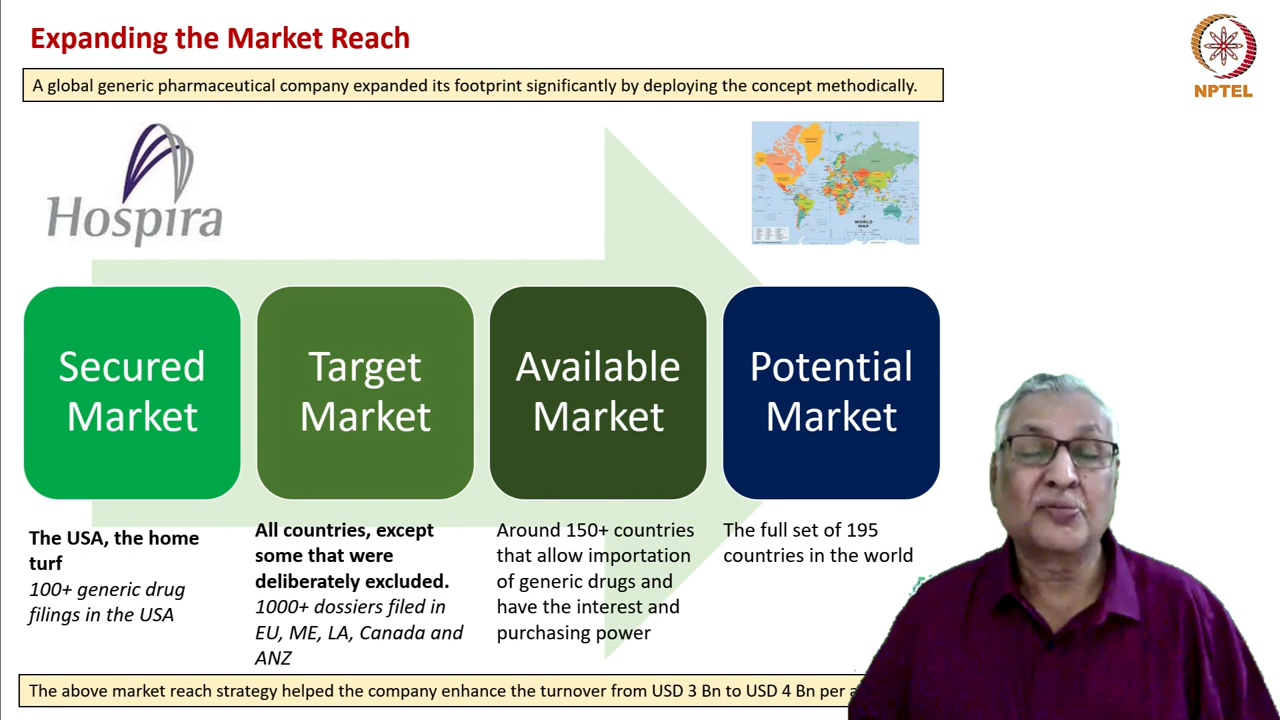 Expanding the Market Reach
NPTEL
A global generic pharmaceutical company expanded its footprint significantly by deploying the concept methodically.
Hospira
WORLD
MAP
Secured
Market
Target
Market
Available
Market
Potential
Market
The USA, the home
turf
100+ generic drug
filings in the USA
All countries, except
some that were
deliberately excluded.
1000+ dossiers filed in
EU, ME, LA, Canada and
ANZ
Around 150+ countries
that allow importation
of generic drugs and
have the interest and
purchasing power
The full set of 195
countries in the world
The above market reach strategy helped the company enhance the turnover from USD 3 Bn to USD 4 Bn per